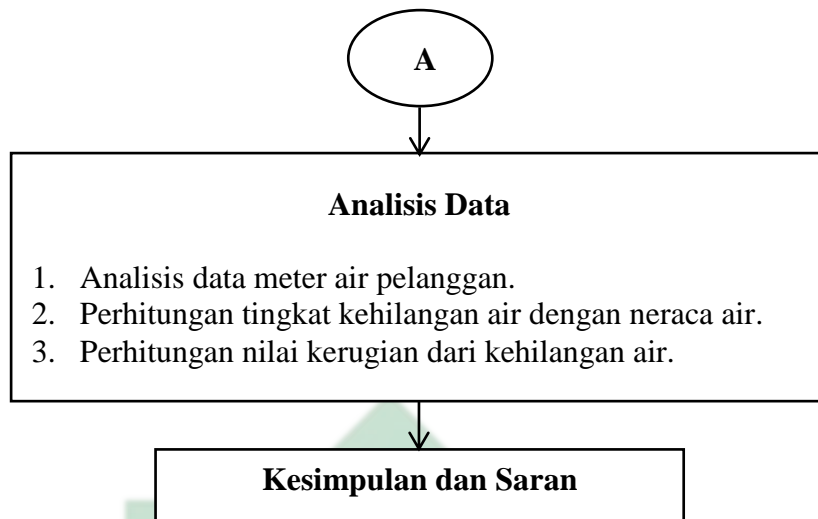 A
Analisis Data
1. Analisis data meter air pelanggan.
2. Perhitungan tingkat kehilangan air dengan neraca air.
3. Perhitungan nilai kerugian dari kehilangan air.
Kesimpulan dan Saran